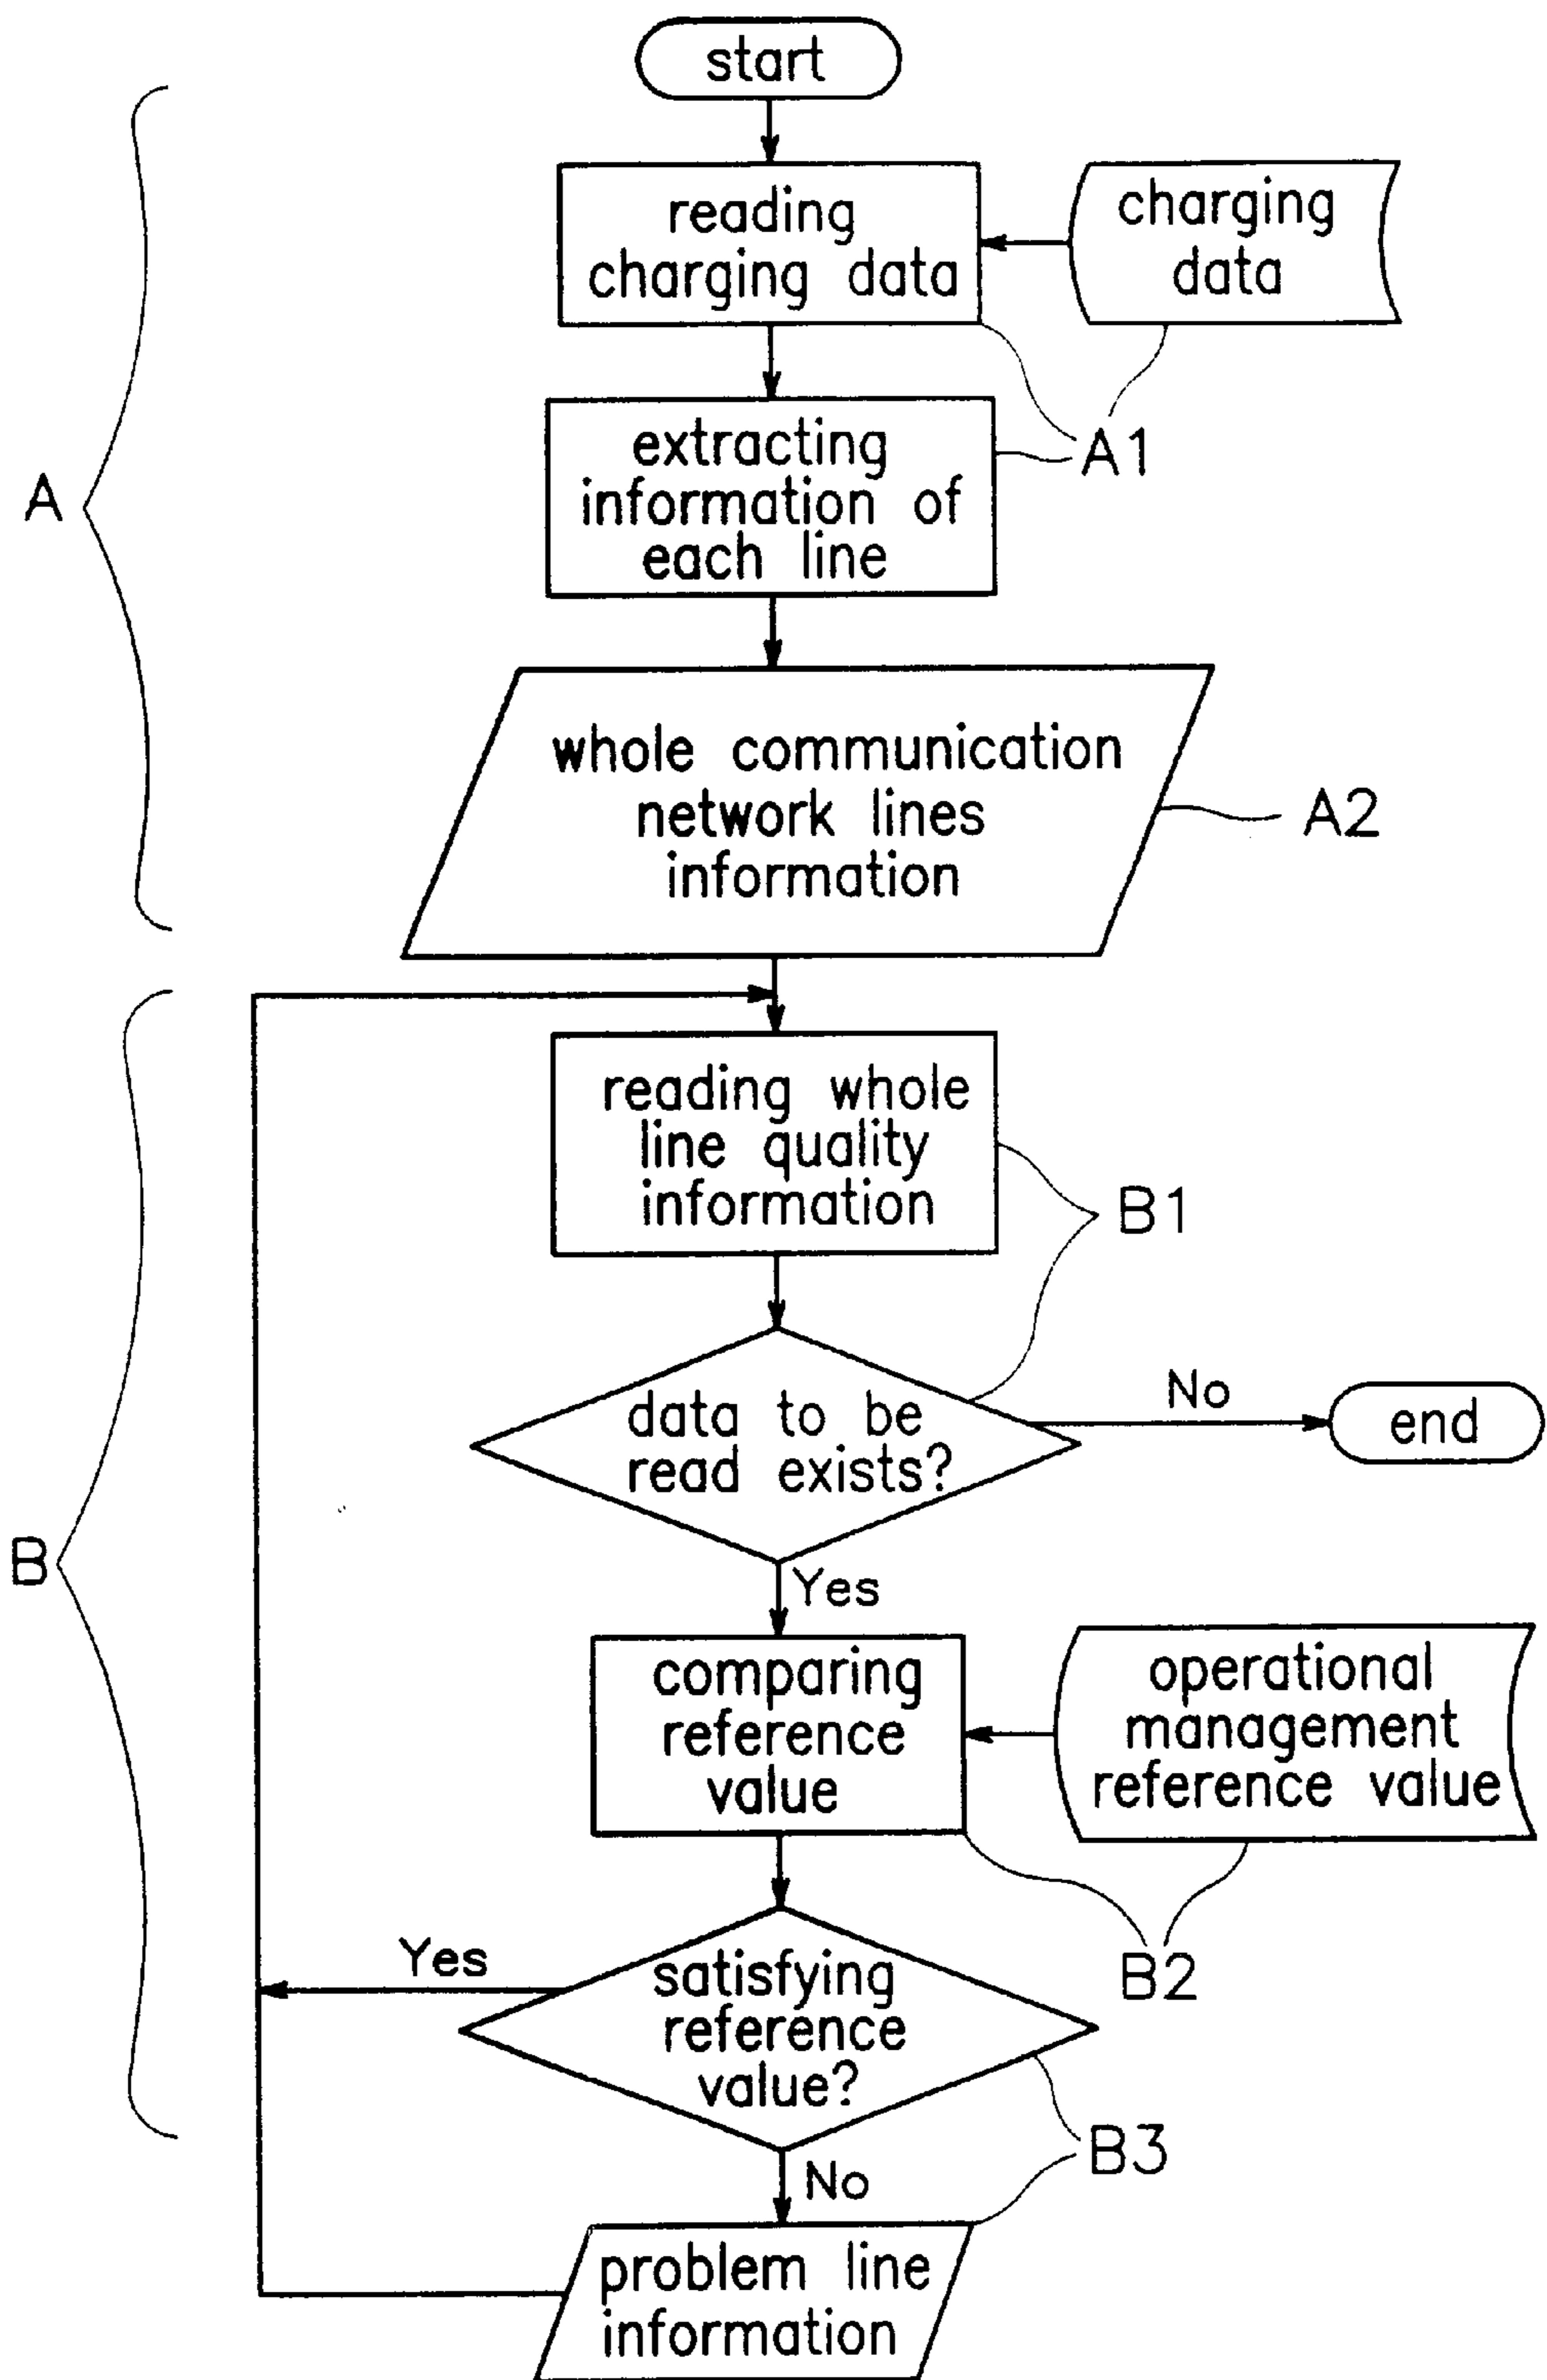 start
reading
charging data
charging
data
A1
extracting
information of
each line
A
whole communication
network lines
information
A2
reading whole
line quality
information
B1
data to be
read exists?
No
end
Yes
B
comparing
reference
value
operational
management
reference value
B2
Yes
satisfying
reference
value?
B3
No
problem line
information